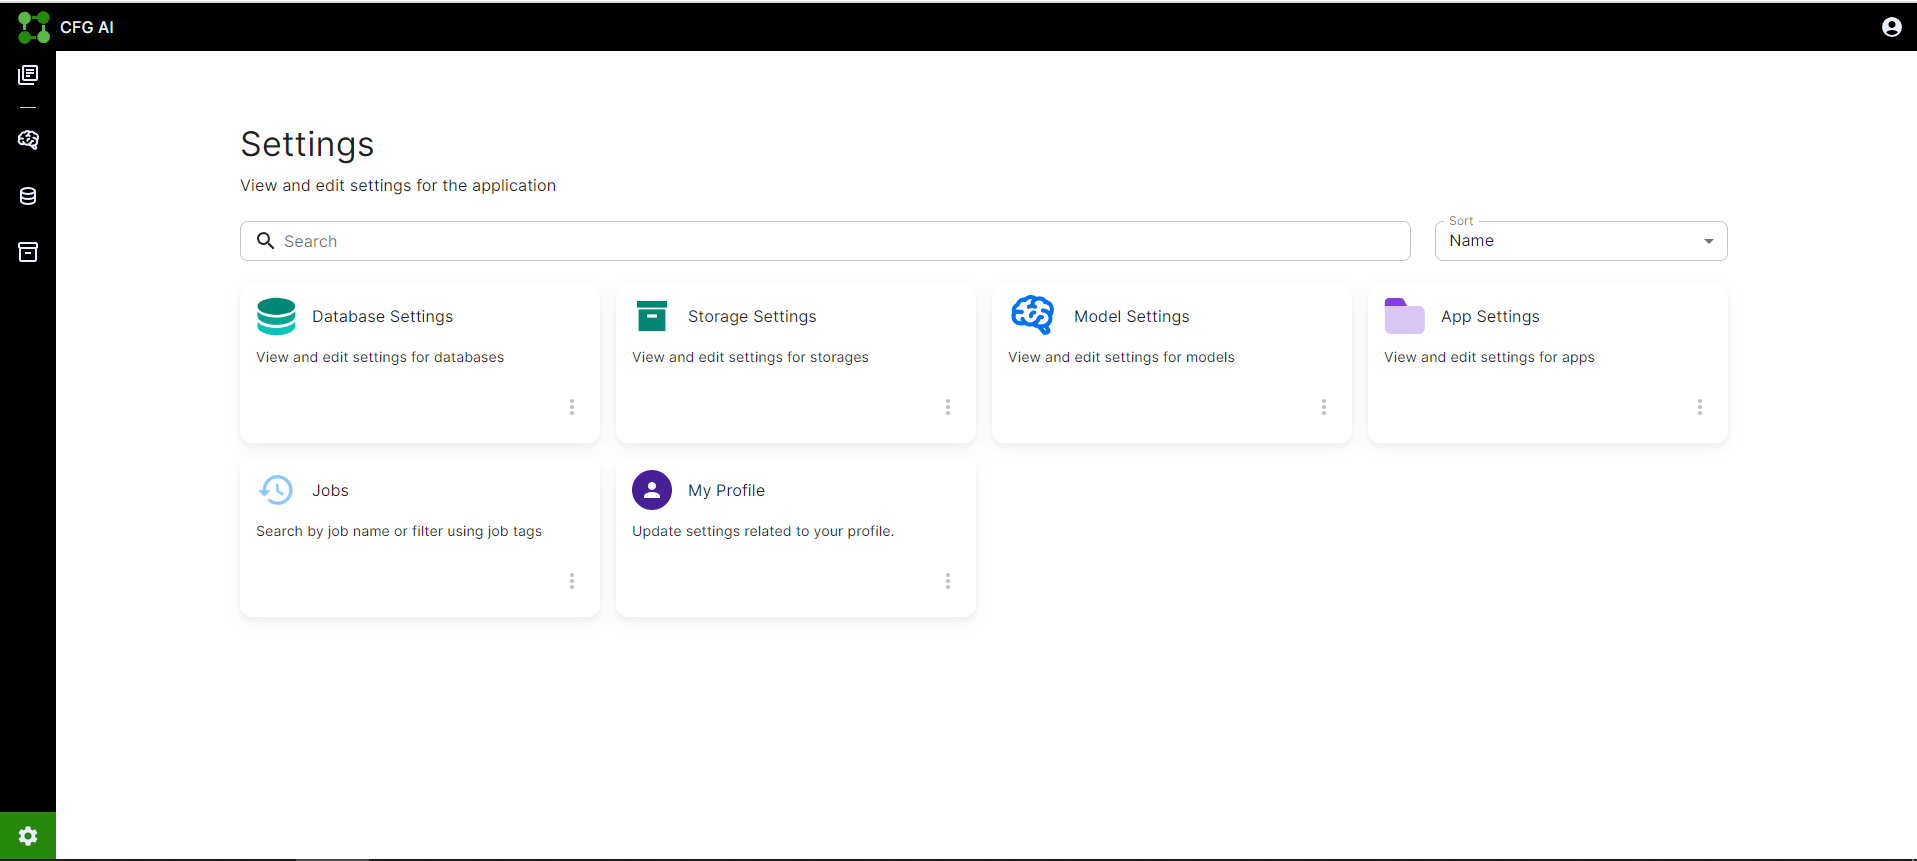 CFG AI
Settings
View and edit settings for the application
Search
Sort
Name
Database Settings
View and edit settings for databases
Storage Settings
View and edit settings for storages
Model Settings
View and edit settings for models
App Settings
View and edit settings for apps
Jobs
Search by job name or filter using job tags
My Profile
Update settings related to your profile.